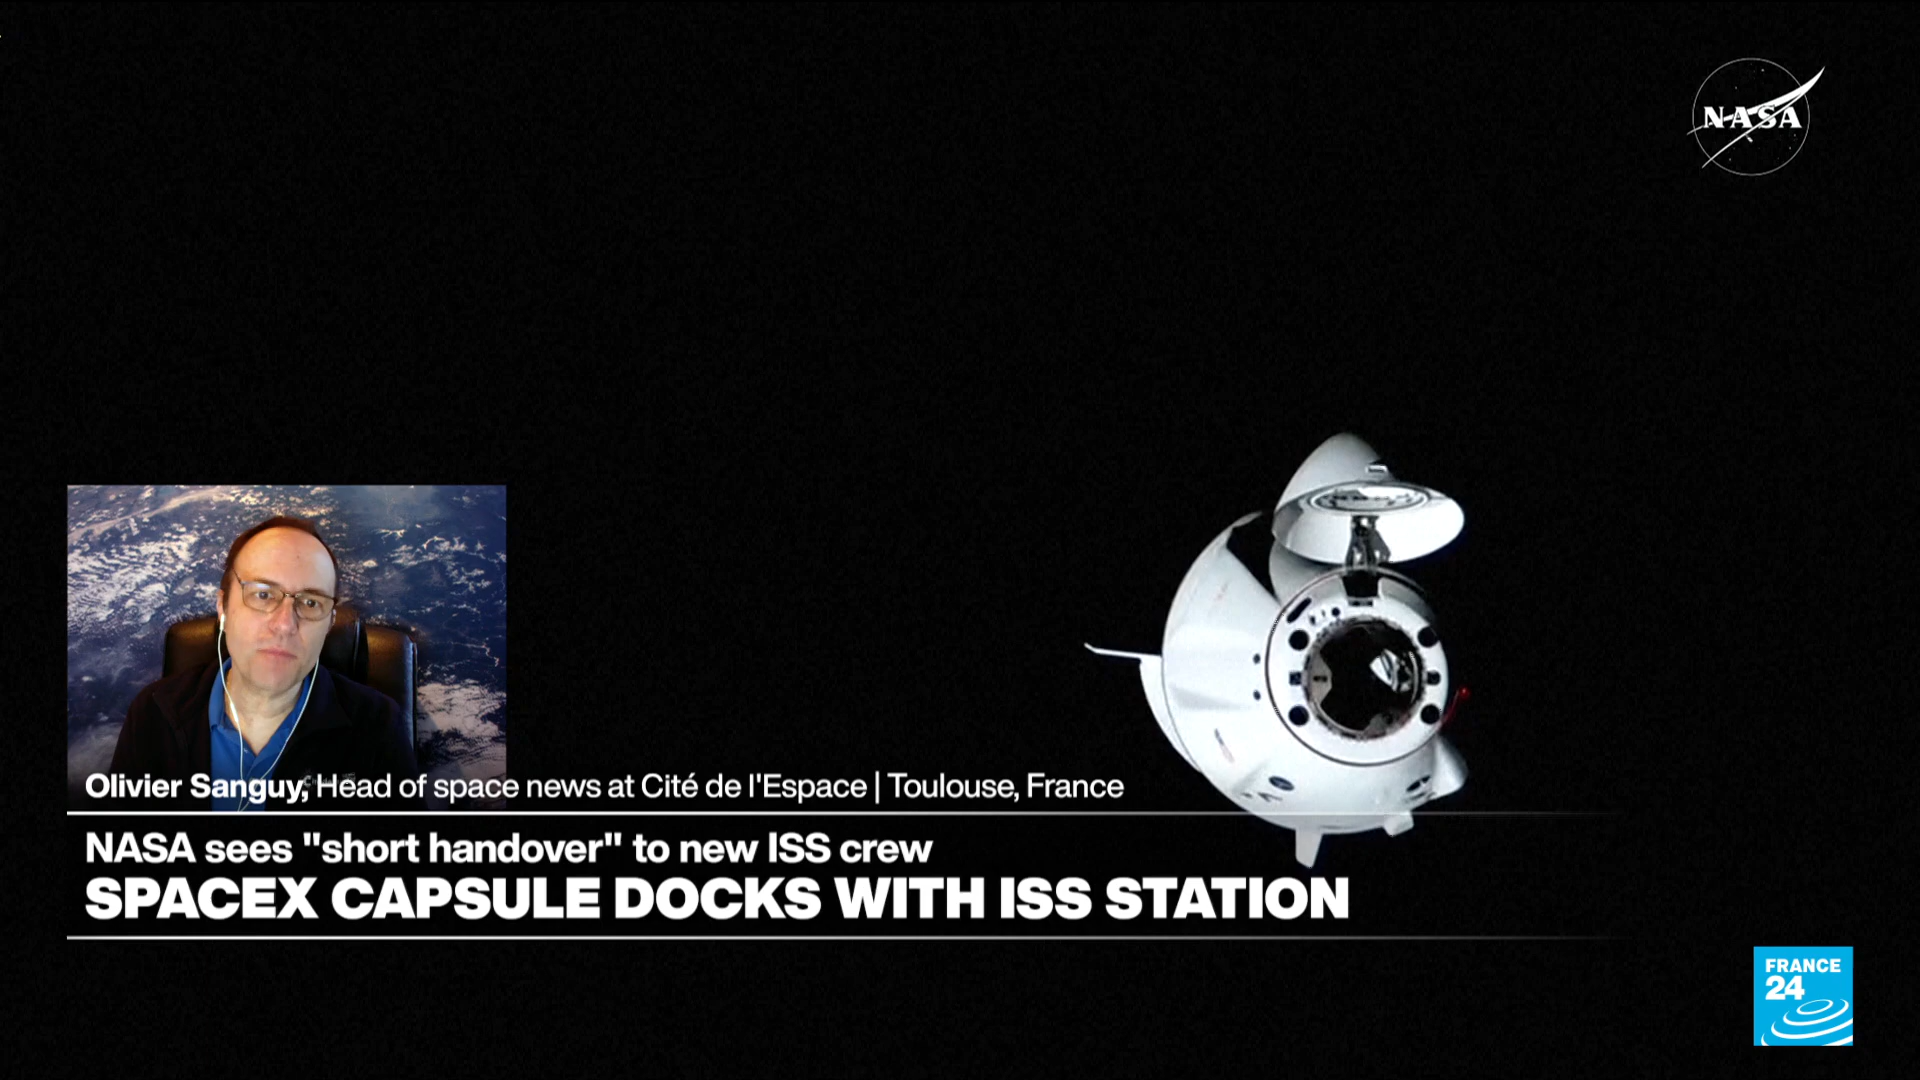 NASA
Olivier Sanguy, Head of space news at Cité de l'Espace | Toulouse, France
NASA sees "short handover" to new ISS crew
SPACEX CAPSULE DOCKS WITH ISS STATION
FRANCE
24